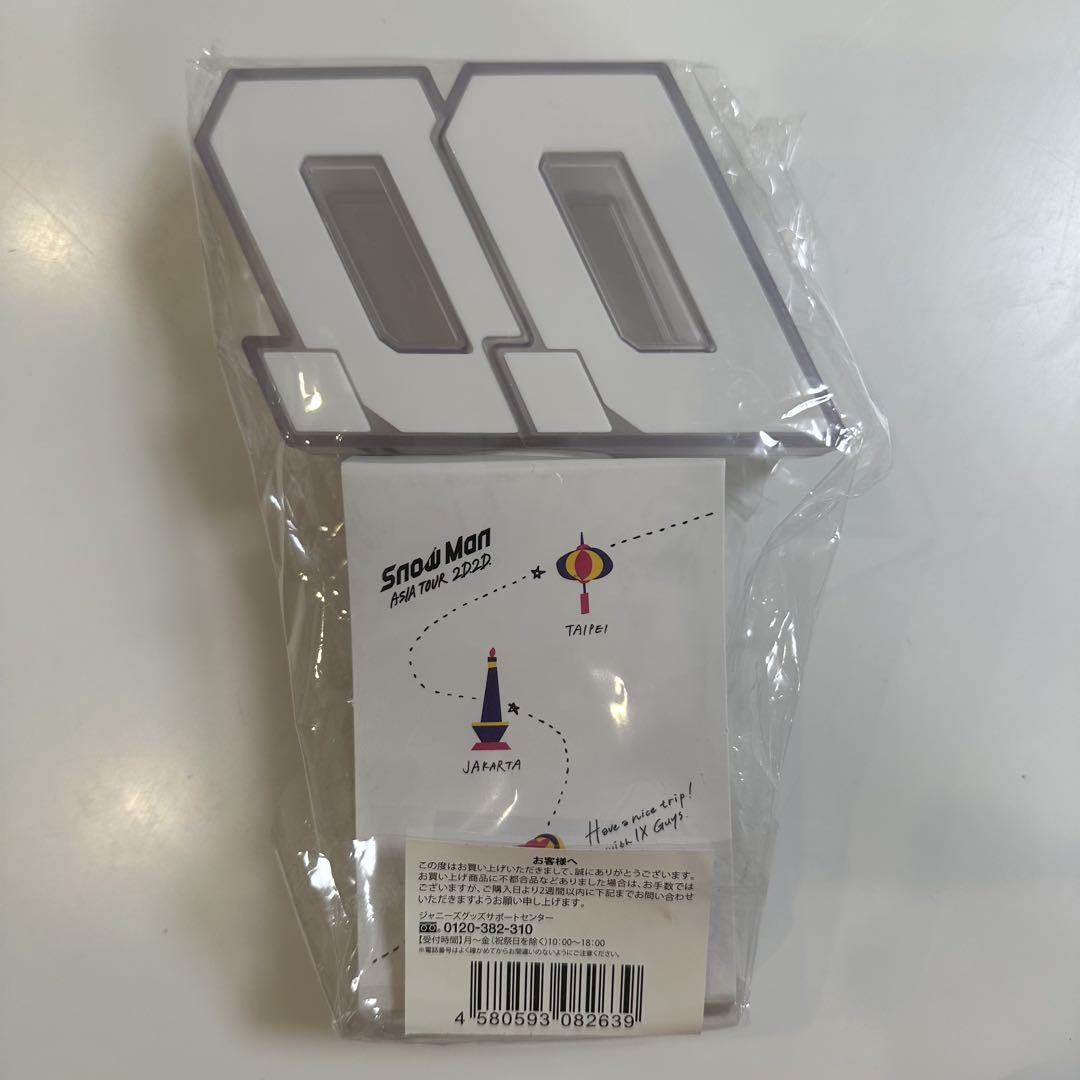 Snow Man
ASIA TOUR 2D.2D.
TAIPEI
JAKARTA
Have a nice trip!
with IX Guys.
お客様へ
この度はお買い上げいただきまして、誠にありがとうございます。
お買い上げ商品に不都合品などありました場合は、お手数では
ございますが、ご購入日より2週間以内に下記までお問い合わせ
いただきますようお願い申し上げます。
ジャニーズグッズサポートセンター
0120-382-310
【受付時間】月〜金(祝祭日を除く)10:00〜18:00
※電話番号はよく確かめてからお間違いのないようにご注意ください。
4 580593 082639